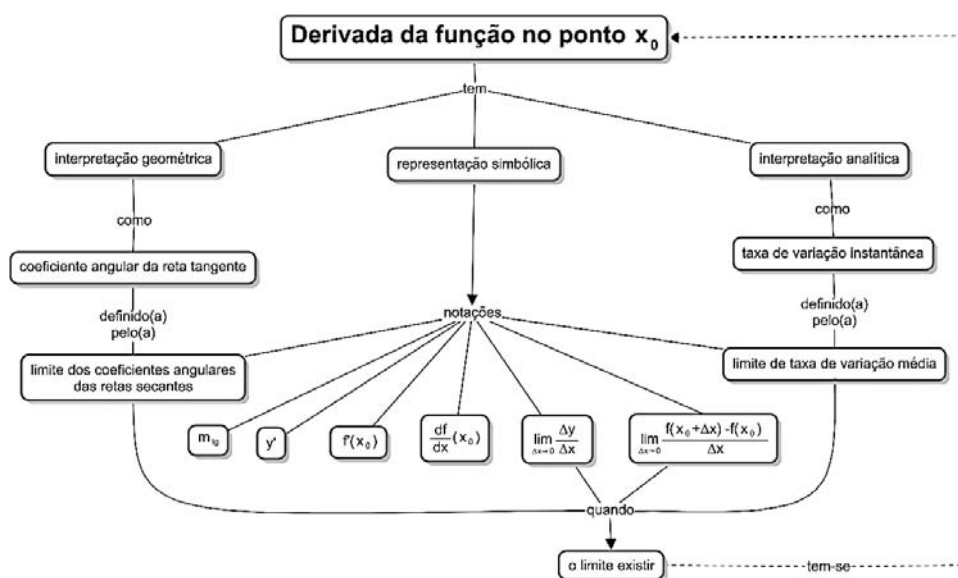 Derivada da função no ponto x₀
tem
interpretação geométrica
representação simbólica
interpretação analítica
como
como
coeficiente angular da reta tangente
taxa de variação instantânea
definido(a)
pelo(a)
definido(a)
pelo(a)
notações
limite dos coeficientes angulares
das retas secantes
limite de taxa de variação média
m_tg
y'
f'(x₀)
df/dx (x₀)
lim Δx→0 Δy/Δx
lim Δx→0 f(x₀+Δx)-f(x₀)/Δx
quando
o limite existir
tem-se